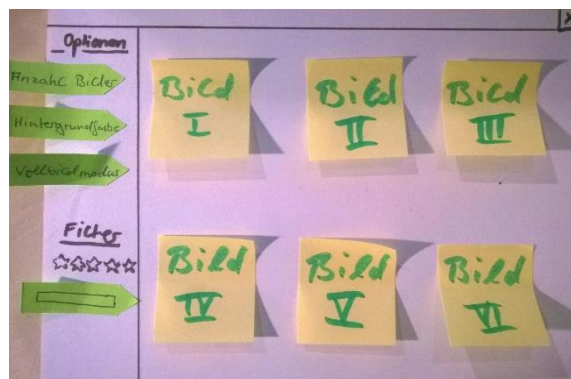 X
Optionen
Anzahl Bilder
Hintergrundfarbe
Vollbildmodus
Bild
I
Bild
II
Bild
III
Filter
Bild
IV
Bild
V
Bild
VI